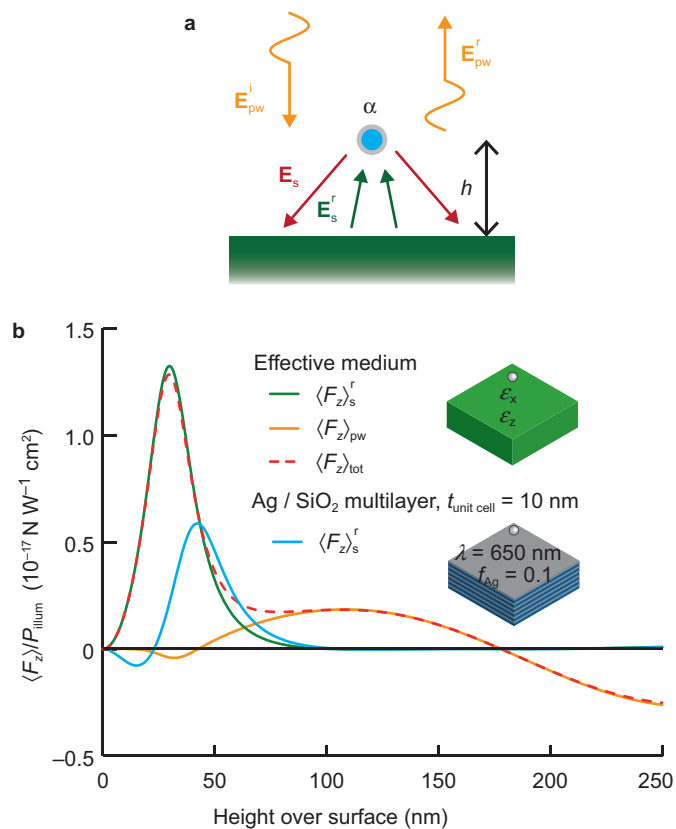 a
E^i_pw
E^r_pw
α
E_s
E^r_s
h
b
1.5
1.0
0.5
0
–0.5
⟨F_z⟩/P_illum (10^–17 N W^–1 cm^2)
Effective medium
⟨F_z⟩^r_s
⟨F_z⟩_pw
⟨F_z⟩_tot
ε_x
ε_z
Ag / SiO_2 multilayer, t_unit cell = 10 nm
⟨F_z⟩^r_s
λ = 650 nm
f_Ag = 0.1
0 50 100 150 200 250
Height over surface (nm)